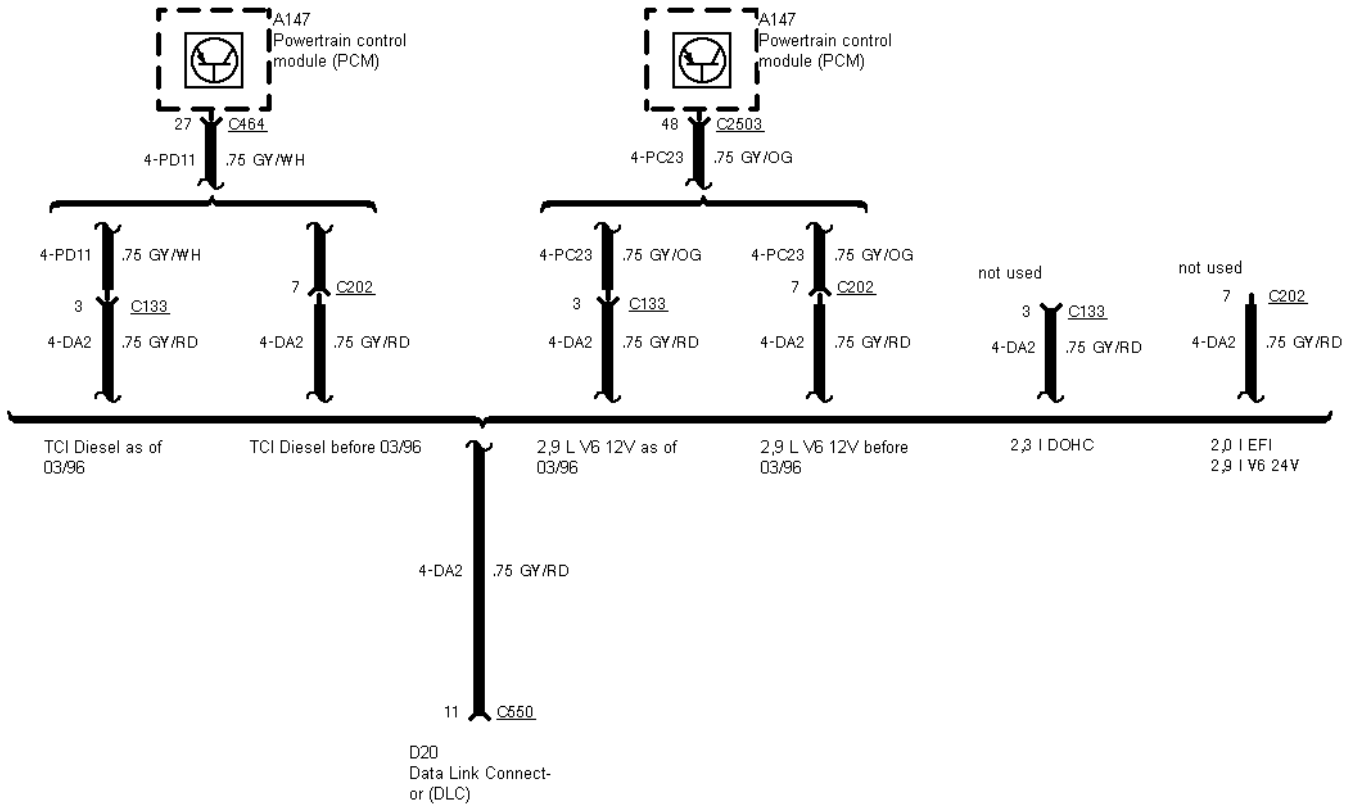 A147
Powertrain control
module (PCM)
A147
Powertrain control
module (PCM)
27 C464
48 C2503
4-PD11 .75 GY/WH
4-PC23 .75 GY/OG
4-PD11 .75 GY/WH
4-PC23 .75 GY/OG
4-PC23 .75 GY/OG
not used
not used
3 C133
7 C202
3 C133
7 C202
3 C133
7 C202
4-DA2 .75 GY/RD
4-DA2 .75 GY/RD
4-DA2 .75 GY/RD
4-DA2 .75 GY/RD
4-DA2 .75 GY/RD
4-DA2 .75 GY/RD
TCI Diesel as of
03/96
TCI Diesel before 03/96
2,9 L V6 12V as of
03/96
2,9 L V6 12V before
03/96
2,3 l DOHC
2,0 l EFI
2,9 l V6 24V
4-DA2 .75 GY/RD
11 C550
D20
Data Link Connect-
or (DLC)